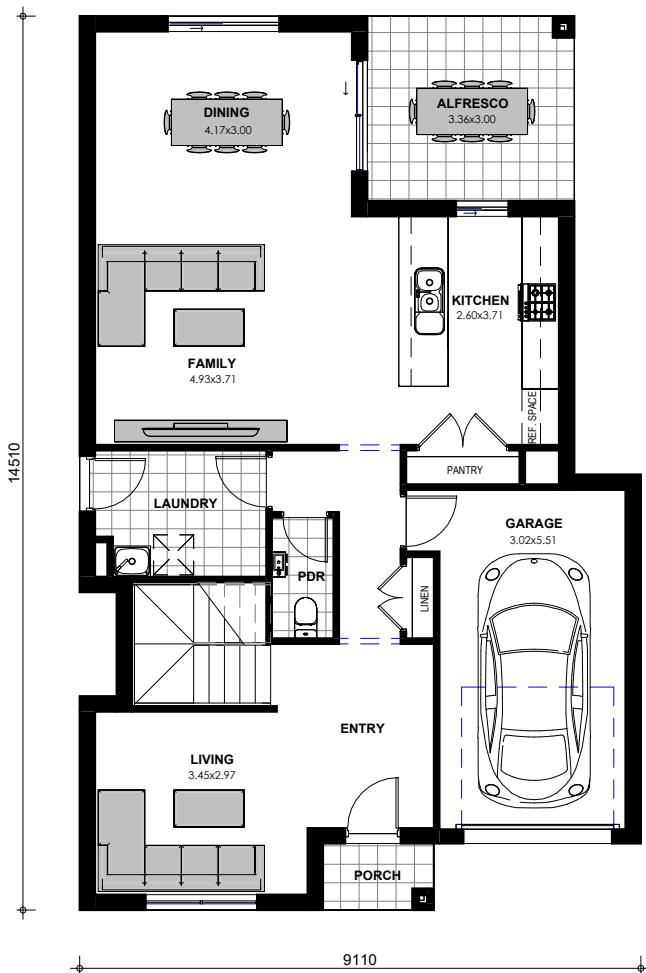 DINING
4.17x3.00
ALFRESCO
3.36x3.00
KITCHEN
2.60x3.71
FAMILY
4.93x3.71
REF. SPACE
14510
PANTRY
LAUNDRY
GARAGE
3.02x5.51
PDR
LINEN
ENTRY
LIVING
3.45x2.97
PORCH
9110